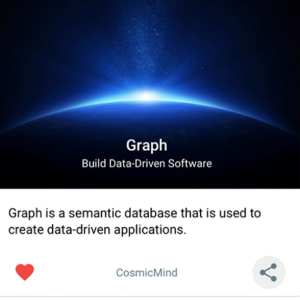 Graph
Build Data-Driven Software
Graph is a semantic database that is used to
create data-driven applications.
CosmicMind